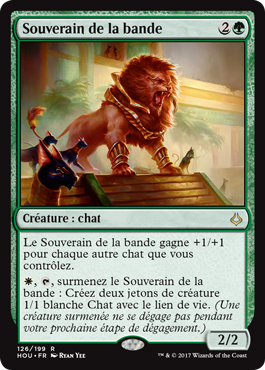 Souverain de la bande
2
Créature : chat
Le Souverain de la bande gagne +1/+1
pour chaque autre chat que vous
contrôlez.
, , surmenez le Souverain de la
bande : Créez deux jetons de créature
1/1 blanche Chat avec le lien de vie. (Une
créature surmenée ne se dégage pas pendant
votre prochaine étape de dégagement.)
2/2
126/199 R
HOU • FR Ryan Yee
™ & © 2017 Wizards of the Coast